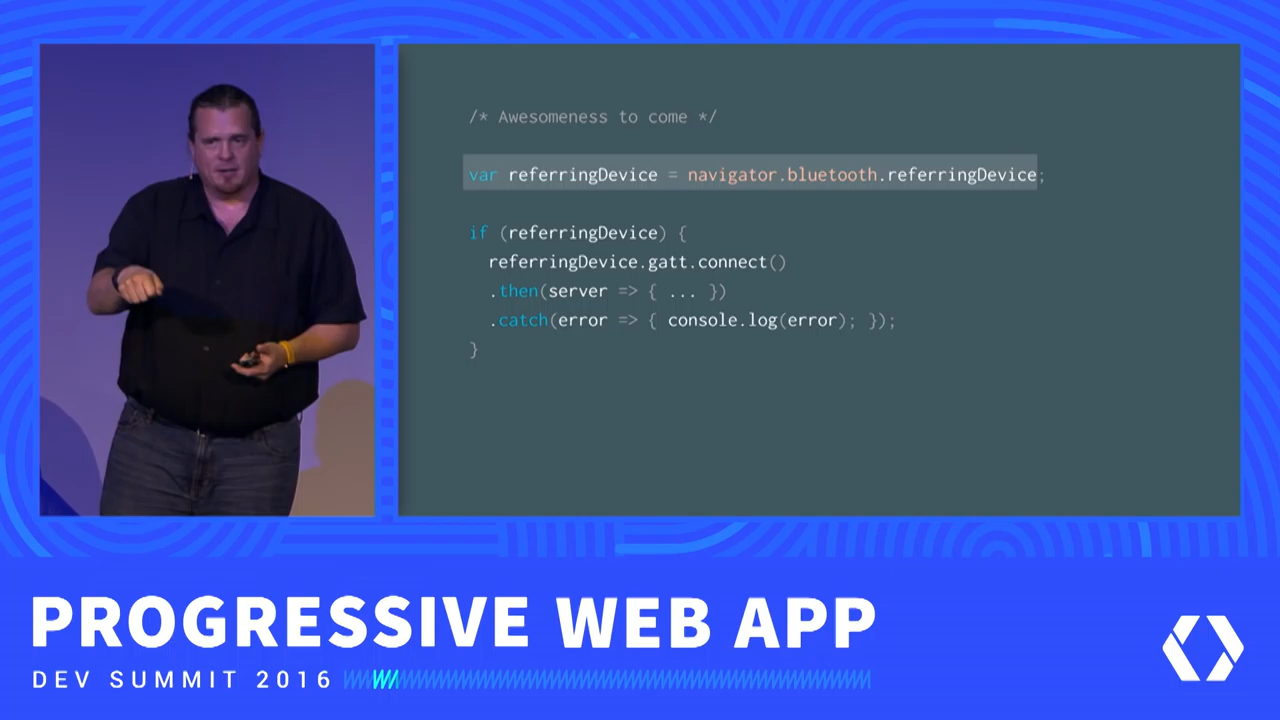 /* Awesomeness to come */
var referringDevice = navigator.bluetooth.referringDevice;
if (referringDevice) {
  referringDevice.gatt.connect()
  .then(server => { ... })
  .catch(error => { console.log(error); });
}
PROGRESSIVE WEB APP
DEV SUMMIT 2016